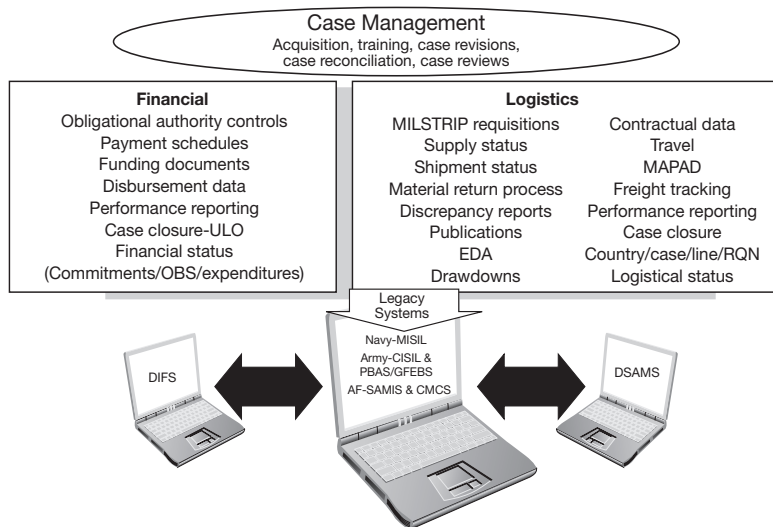 Case Management
Acquisition, training, case revisions,
case reconciliation, case reviews
Financial
Obligational authority controls
Payment schedules
Funding documents
Disbursement data
Performance reporting
Case closure-ULO
Financial status
(Commitments/OBS/expenditures)
Logistics
MILSTRIP requisitions
Supply status
Shipment status
Material return process
Discrepancy reports
Publications
EDA
Drawdowns
Contractual data
Travel
MAPAD
Freight tracking
Performance reporting
Case closure
Country/case/line/RQN
Logistical status
Legacy
Systems
DIFS
Navy-MISIL
Army-CISIL &
PBAS/GFEBS
AF-SAMIS & CMCS
DSAMS